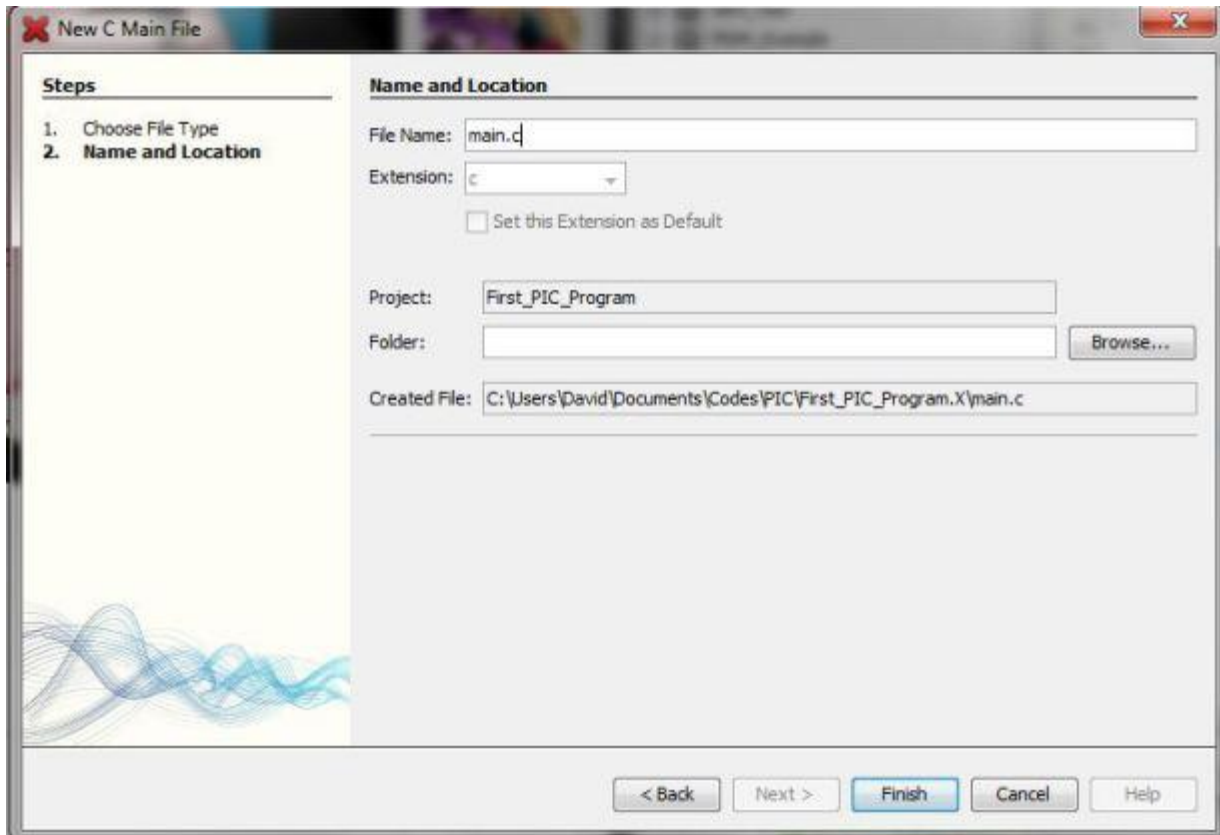 New C Main File
Steps
1. Choose File Type
2. Name and Location
Name and Location
File Name: main.c
Extension: c
Set this Extension as Default
Project: First_PIC_Program
Folder:
Browse...
Created File: C:\Users\David\Documents\Codes\PIC\First_PIC_Program.X\main.c
< Back Next > Finish Cancel Help